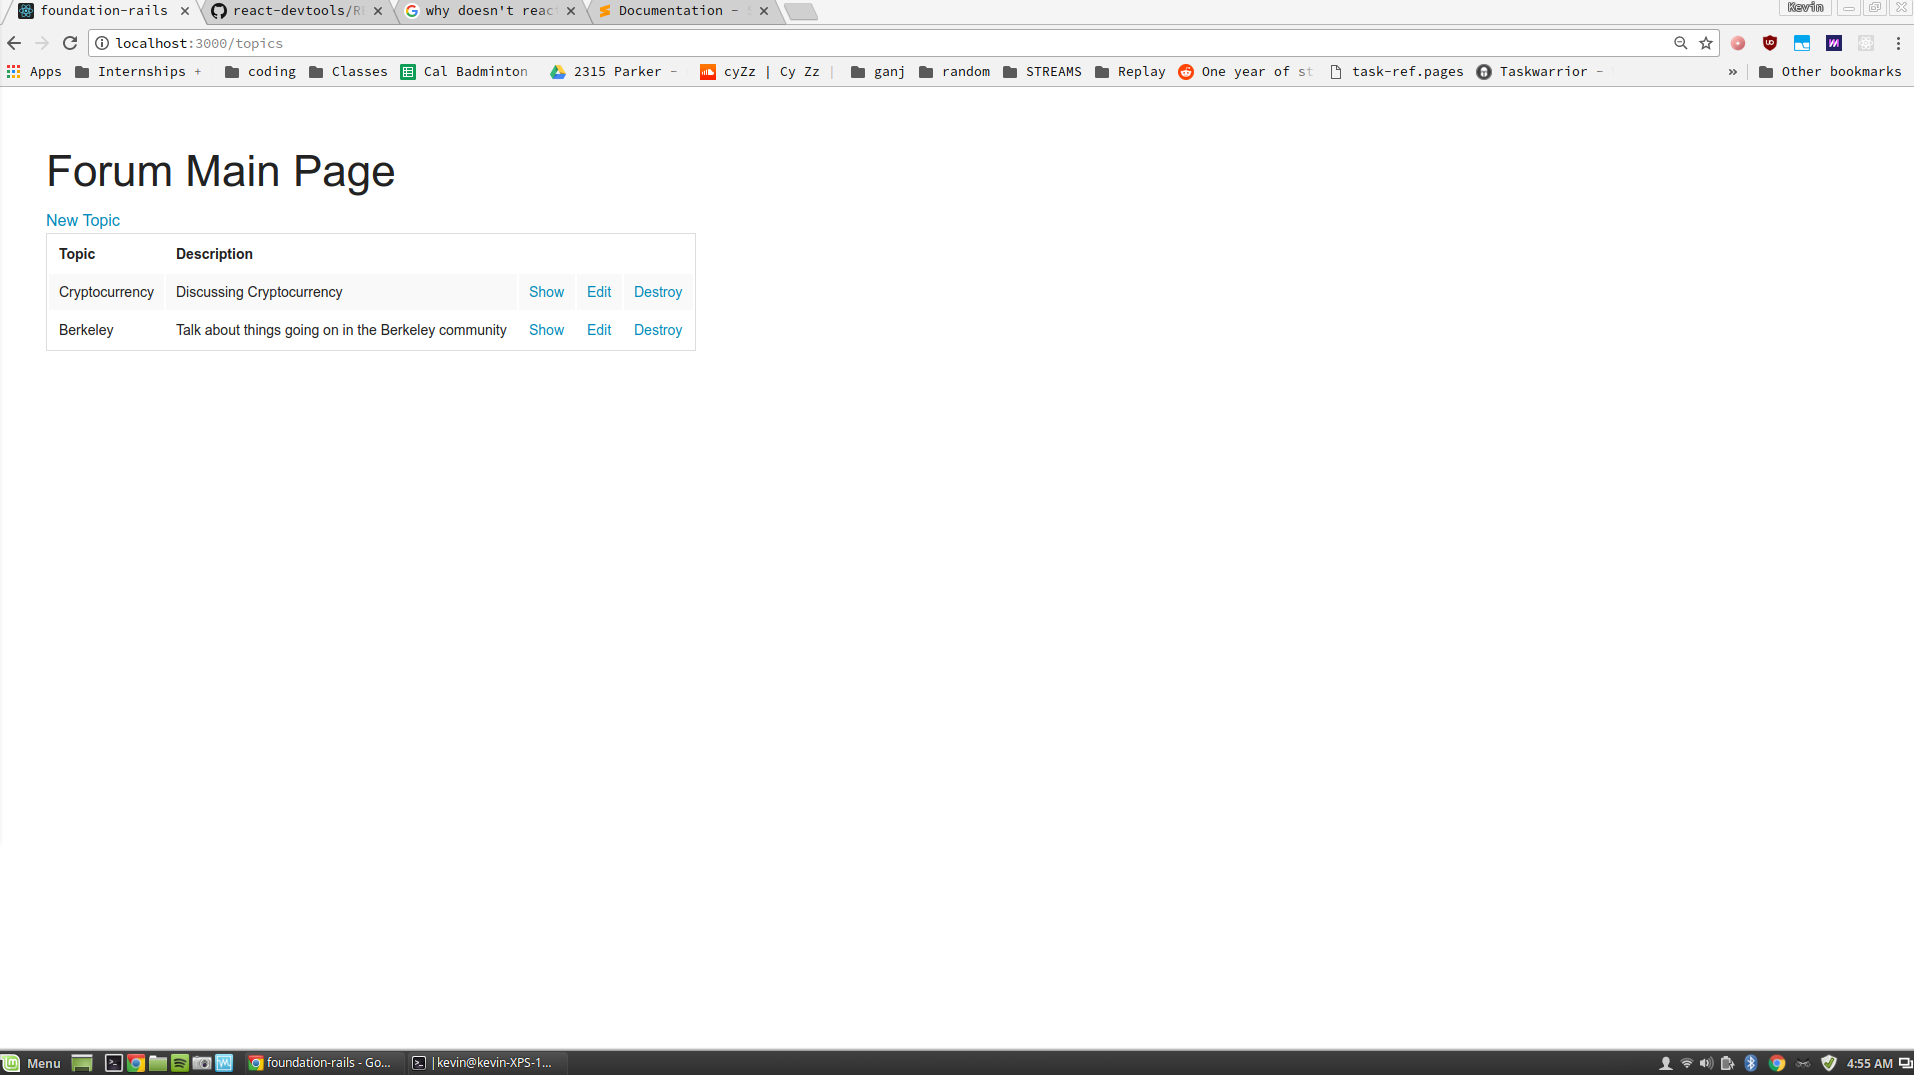 foundation-rails react-devtools/R why doesn't reac Documentation - Kevin
localhost:3000/topics
Apps Internships + coding Classes Cal Badminton 2315 Parker - cyZz | Cy Zz | ganj random STREAMS Replay One year of st task-ref.pages Taskwarrior - » Other bookmarks
Forum Main Page
New Topic
Topic Description
Cryptocurrency Discussing Cryptocurrency Show Edit Destroy
Berkeley Talk about things going on in the Berkeley community Show Edit Destroy
Menu foundation-rails - Go... |kevin@kevin-XPS-1... 4:55 AM